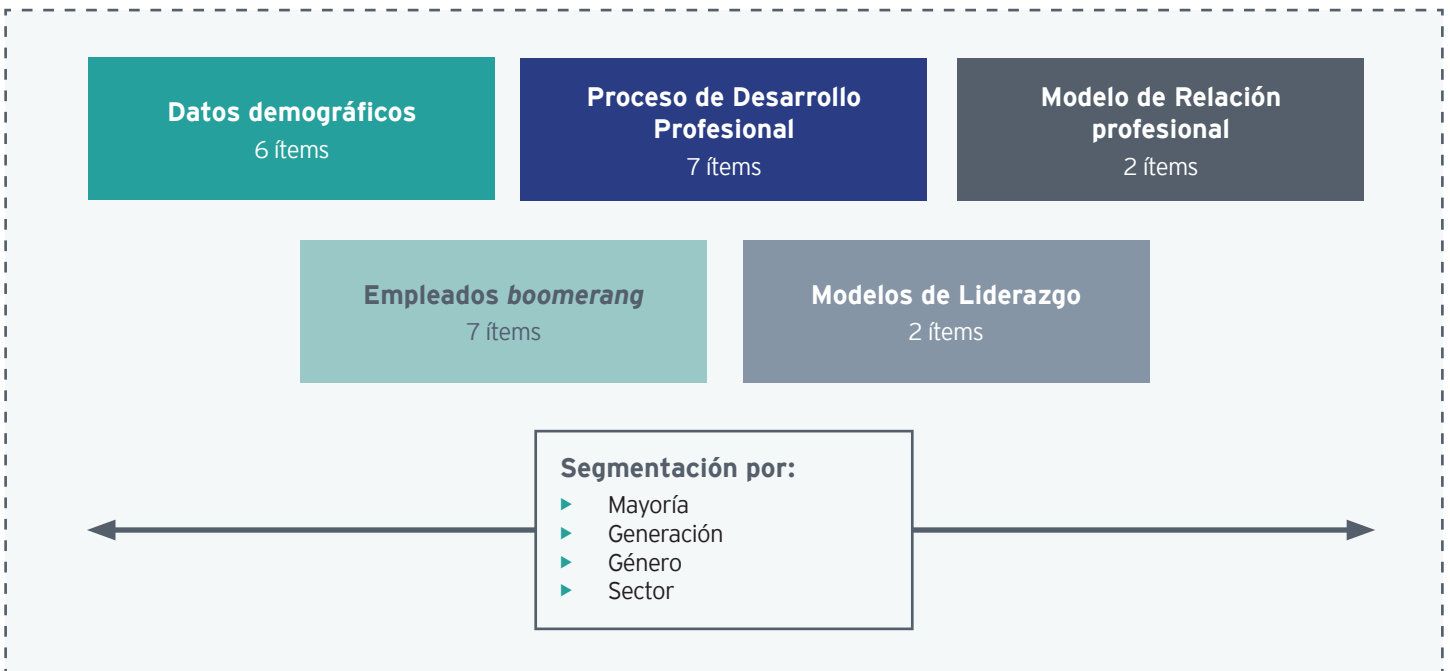 Datos demográficos
6 ítems
Proceso de Desarrollo
Profesional
7 ítems
Modelo de Relación
profesional
2 ítems
Empleados boomerang
7 ítems
Modelos de Liderazgo
2 ítems
Segmentación por:
Mayoría
Generación
Género
Sector